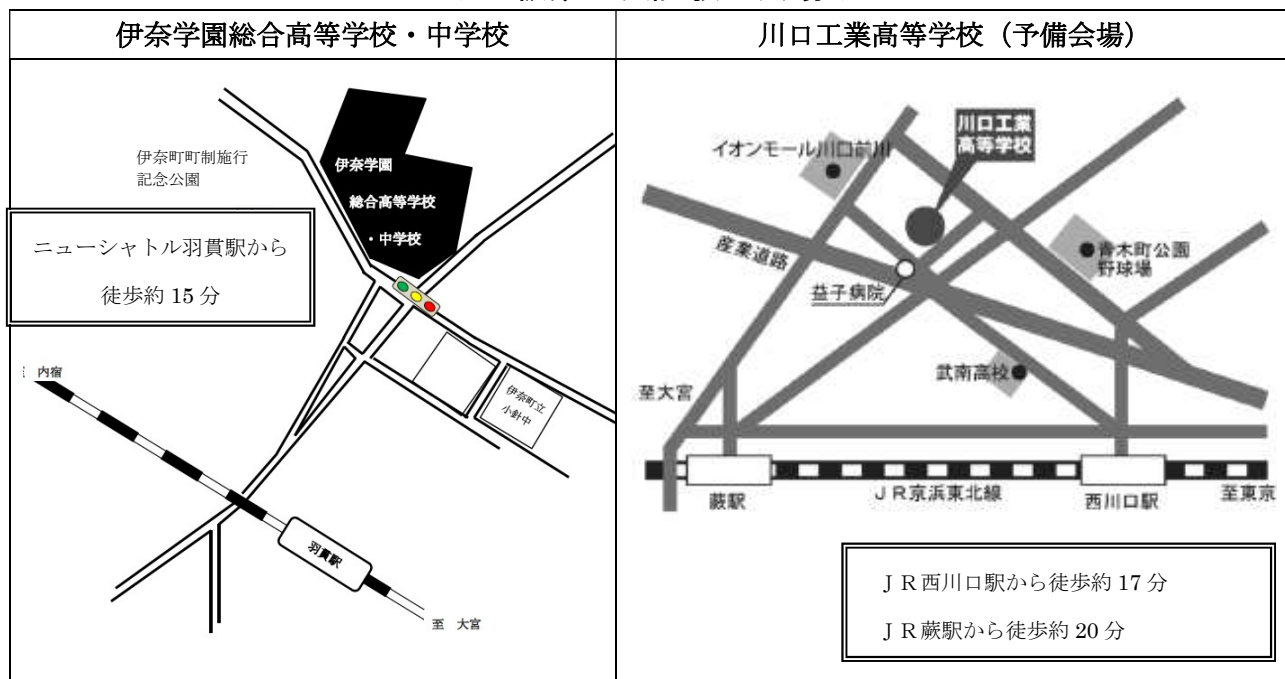 伊奈学園総合高等学校・中学校
川口工業高等学校（予備会場）
伊奈町町制施行
記念公園
伊奈学園
総合高等学校
・中学校
ニューシャトル羽貫駅から
徒歩約 15 分
内宿
伊奈町立
小針中
羽貫駅
至 大宮
川口工業
高等学校
イオンモール川口前川
産業道路
青木町公園
野球場
益子病院
武南高校
至大宮
蕨駅
ＪＲ京浜東北線
西川口駅
至東京
ＪＲ西川口駅から徒歩約 17 分
ＪＲ蕨駅から徒歩約 20 分